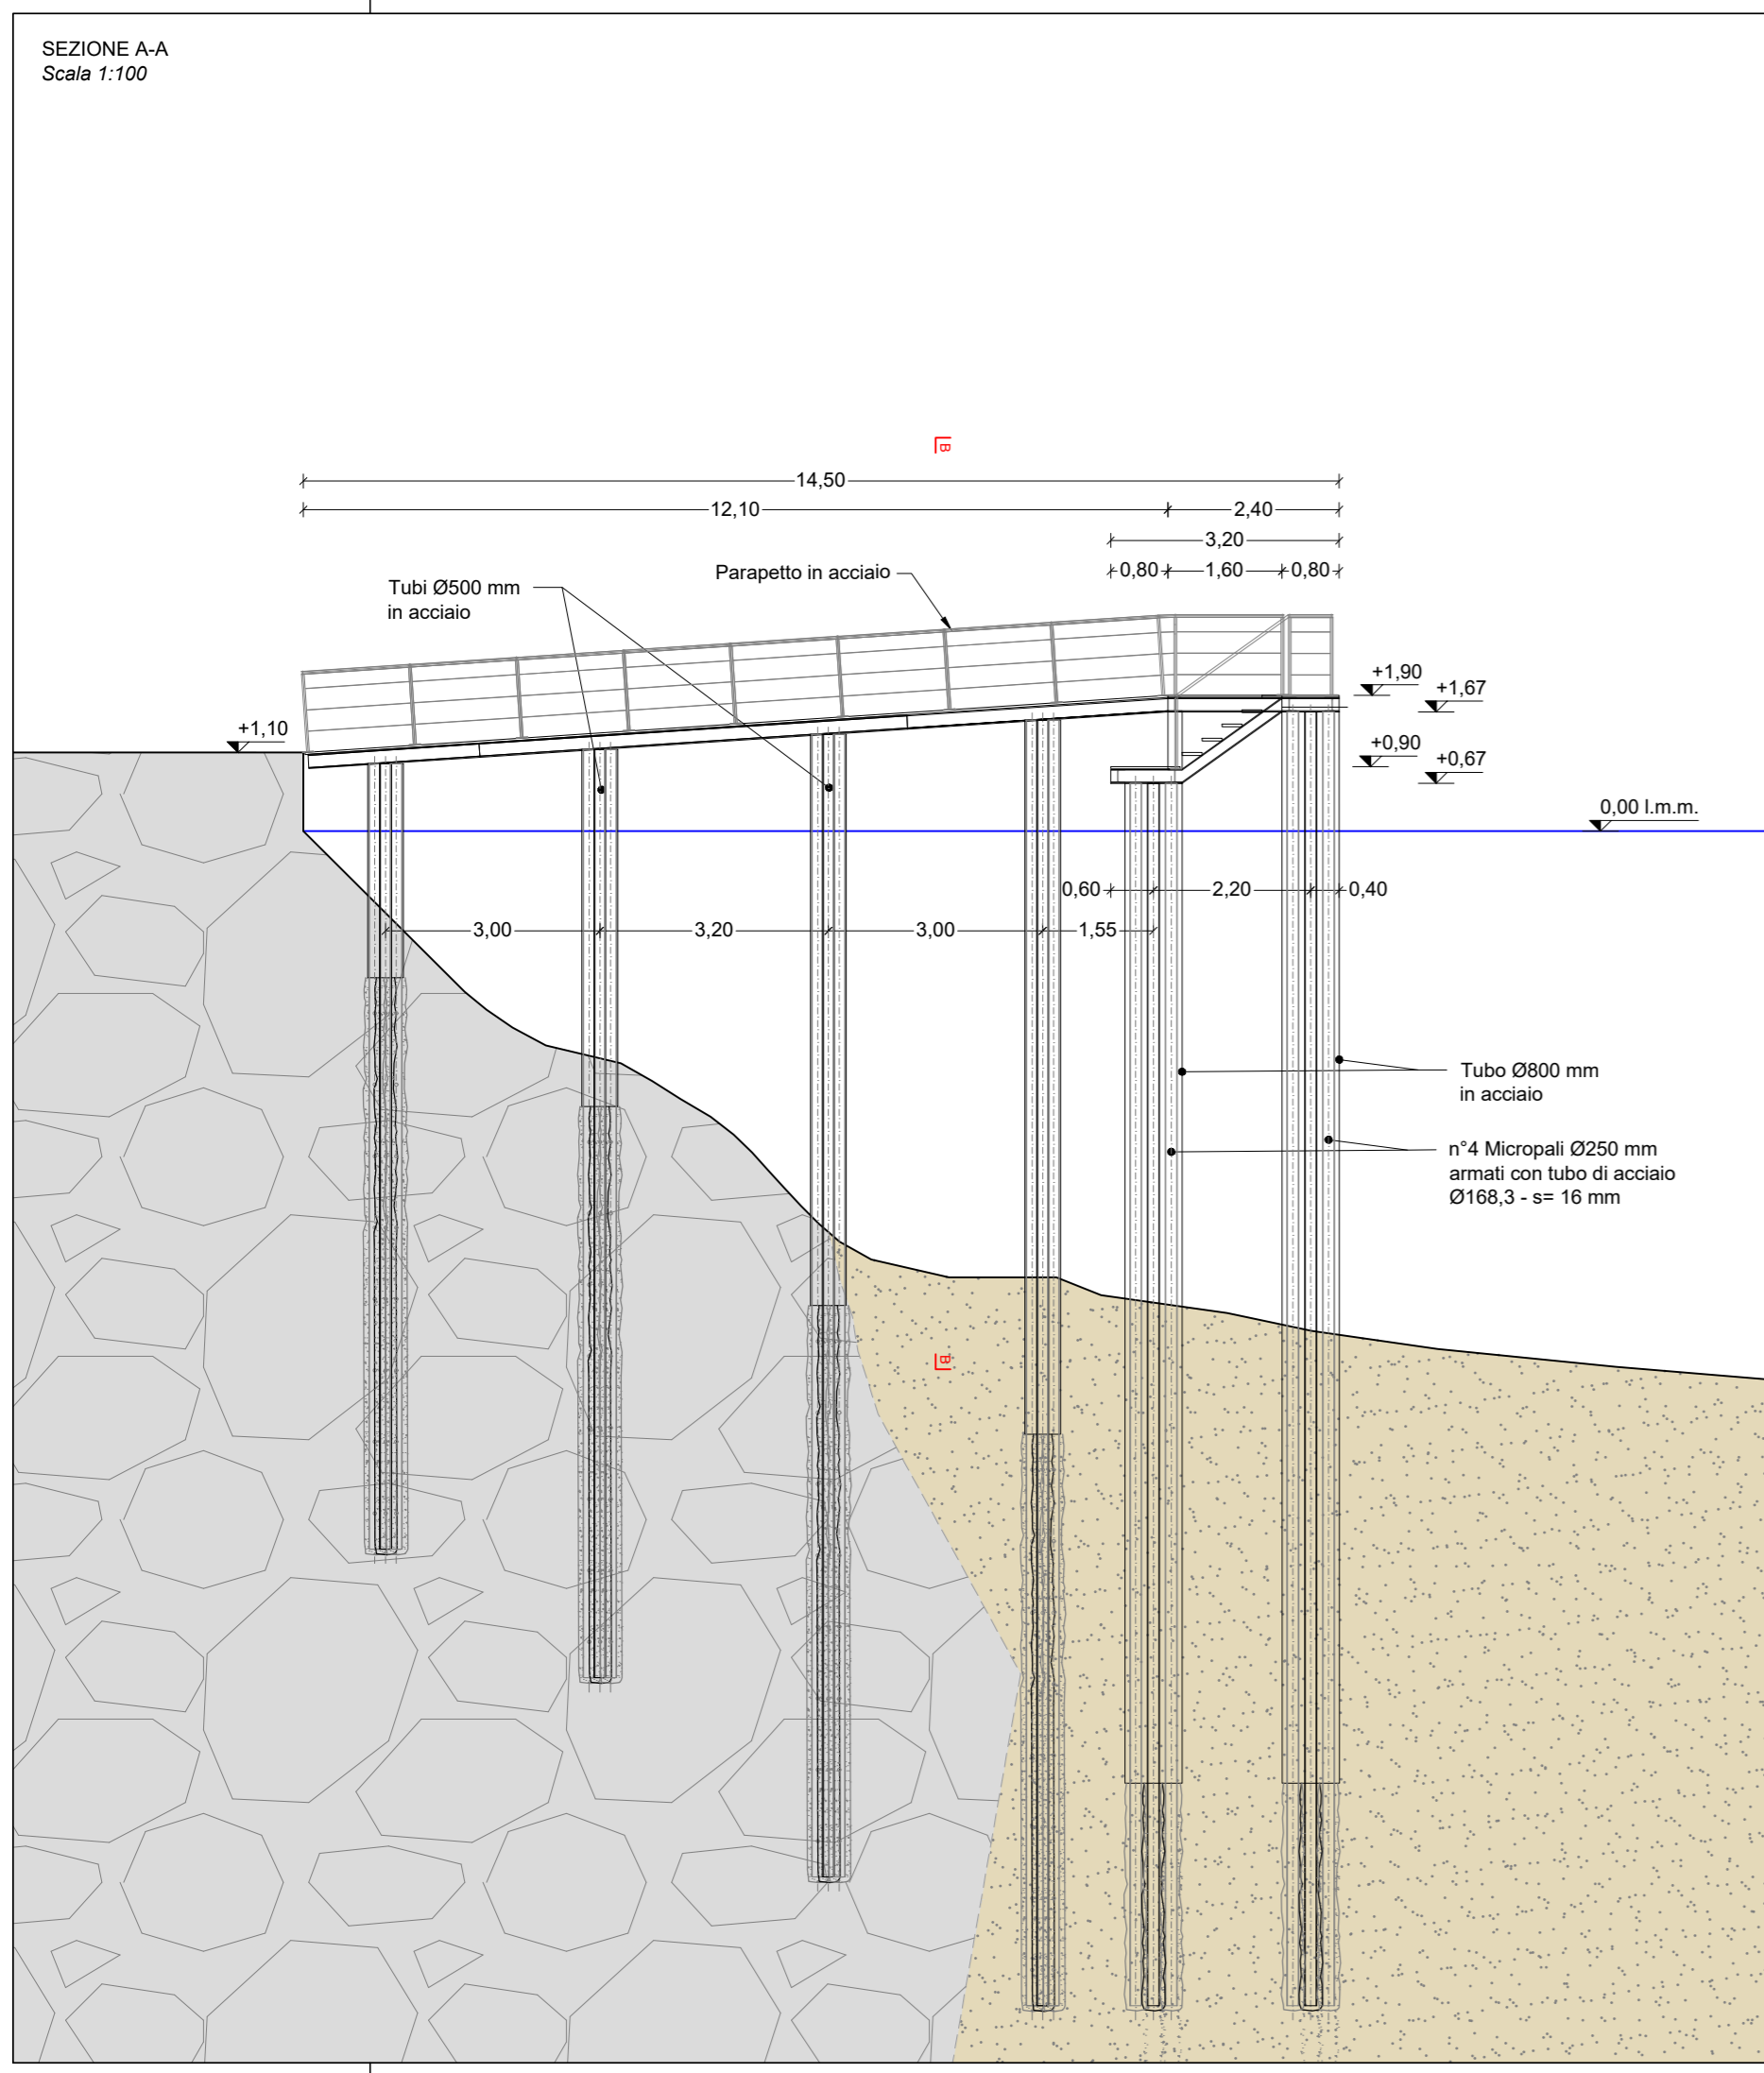 SEZIONE A-A
Scala 1:100
B
14,50
12,10
2,40
3,20
0,80
1,60
0,80
Parapetto in acciaio
Tubi Ø500 mm
in acciaio
+1,90
+1,67
+1,10
+0,90
+0,67
0,00 l.m.m.
0,60
2,20
0,40
3,00
3,20
3,00
1,55
Tubo Ø800 mm
in acciaio
n°4 Micropali Ø250 mm
armati con tubo di acciaio
Ø168,3 - s= 16 mm
B